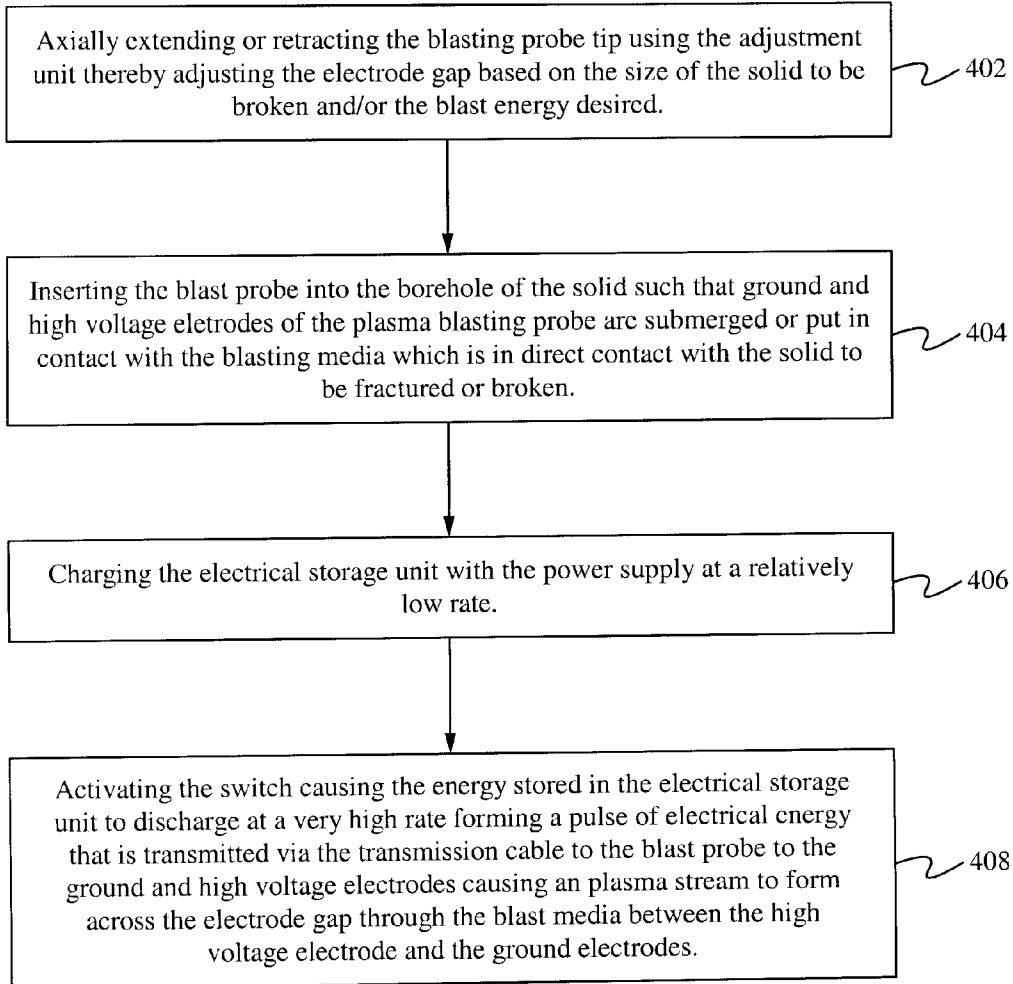 Axially extending or retracting the blasting probe tip using the adjustment
unit thereby adjusting the electrode gap based on the size of the solid to be
broken and/or the blast energy desired.
402
Inserting the blast probe into the borehole of the solid such that ground and
high voltage eletrodes of the plasma blasting probe are submerged or put in
contact with the blasting media which is in direct contact with the solid to
be fractured or broken.
404
Charging the electrical storage unit with the power supply at a relatively
low rate.
406
Activating the switch causing the energy stored in the electrical storage
unit to discharge at a very high rate forming a pulse of electrical energy
that is transmitted via the transmission cable to the blast probe to the
ground and high voltage electrodes causing an plasma stream to form
across the electrode gap through the blast media between the high
voltage electrode and the ground electrodes.
408